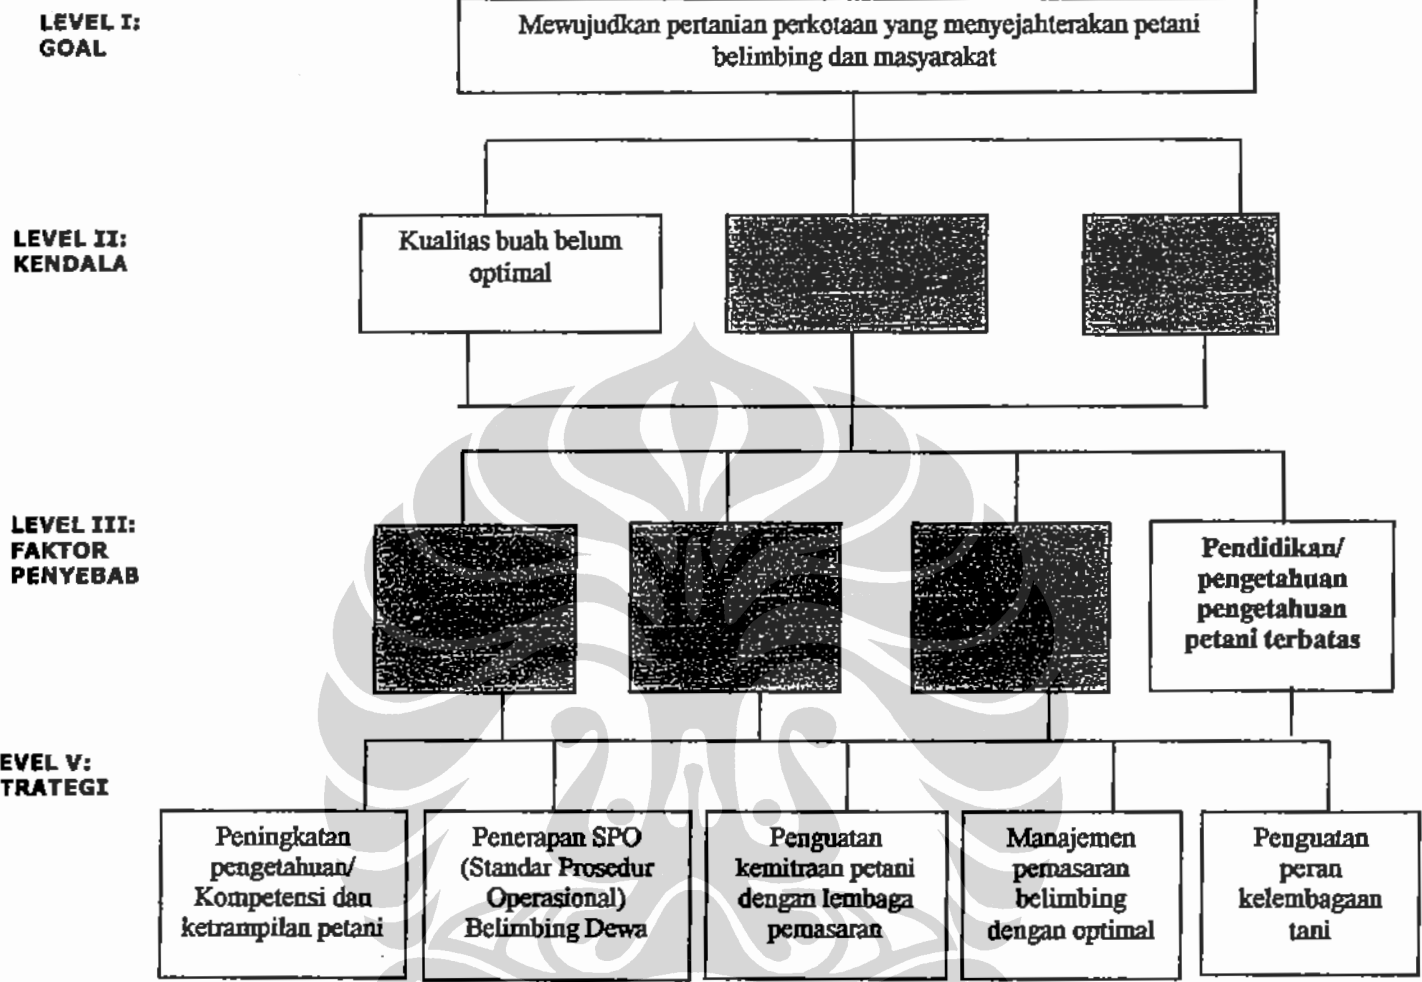 LEVEL I:
GOAL
Mewujudkan pertanian perkotaan yang menyejahterakan petani
belimbing dan masyarakat
LEVEL II:
KENDALA
Kualitas buah belum
optimal
LEVEL III:
FAKTOR
PENYEBAB
Pendidikan/
pengetahuan
pengetahuan
petani terbatas
EVEL V:
TRATEGI
Peningkatan
pengetahuan/
Kompetensi dan
ketrampilan petani
Penerapan SPO
(Standar Prosedur
Operasional)
Belimbing Dewa
Penguatan
kemitraan petani
dengan lembaga
pemasaran
Manajemen
pemasaran
belimbing
dengan optimal
Penguatan
peran
kelembagaan
tani